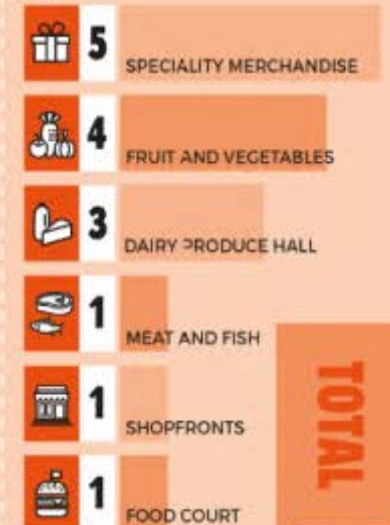 5
SPECIALITY MERCHANDISE
4
FRUIT AND VEGETABLES
3
DAIRY PRODUCE HALL
1
MEAT AND FISH
1
SHOPFRONTS
1
FOOD COURT
TOTAL